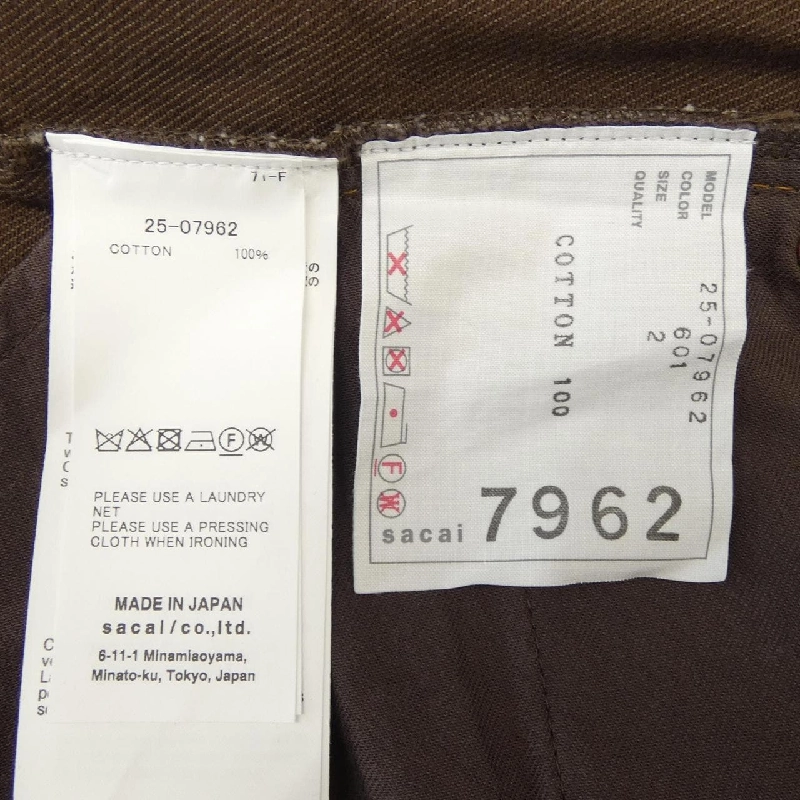 71-F
25-07962
COTTON 100%
F W
PLEASE USE A LAUNDRY
NET
PLEASE USE A PRESSING
CLOTH WHEN IRONING
MADE IN JAPAN
sacai/co.,ltd.
6-11-1 Minamiaoyama,
Minato-ku, Tokyo, Japan
MODEL 25-07962
COLOR 601
SIZE 2
QUALITY
COTTON 100
F
W
sacai 7962